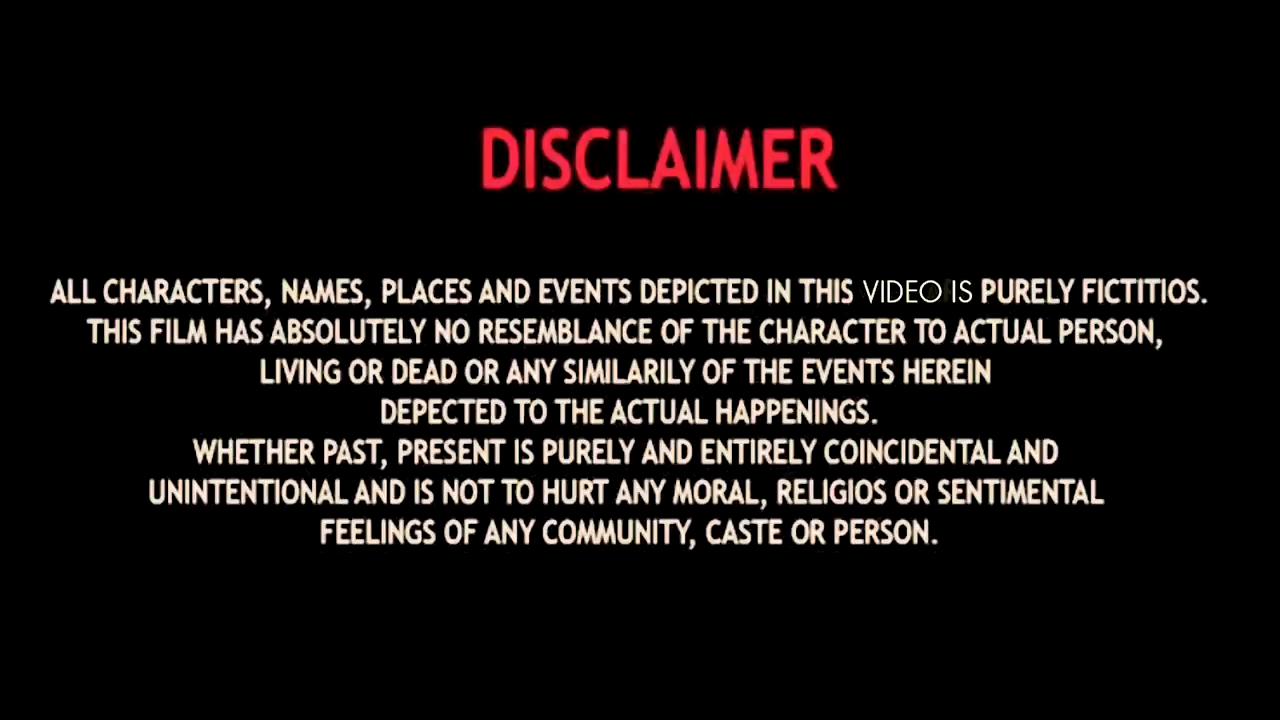 DISCLAIMER
ALL CHARACTERS, NAMES, PLACES AND EVENTS DEPICTED IN THIS VIDEO IS PURELY FICTITIOS.
THIS FILM HAS ABSOLUTELY NO RESEMBLANCE OF THE CHARACTER TO ACTUAL PERSON,
LIVING OR DEAD OR ANY SIMILARILY OF THE EVENTS HEREIN
DEPECTED TO THE ACTUAL HAPPENINGS.
WHETHER PAST, PRESENT IS PURELY AND ENTIRELY COINCIDENTAL AND
UNINTENTIONAL AND IS NOT TO HURT ANY MORAL, RELIGIOS OR SENTIMENTAL
FEELINGS OF ANY COMMUNITY, CASTE OR PERSON.